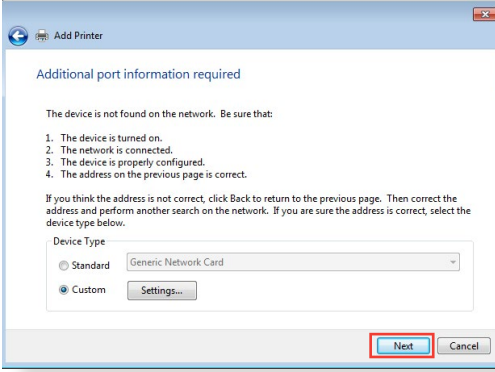 Add Printer
Additional port information required
The device is not found on the network. Be sure that:
1. The device is turned on.
2. The network is connected.
3. The device is properly configured.
4. The address on the previous page is correct.
If you think the address is not correct, click Back to return to the previous page. Then correct the
address and perform another search on the network. If you are sure the address is correct, select the
device type below.
Device Type
Standard Generic Network Card
Custom Settings...
Next Cancel